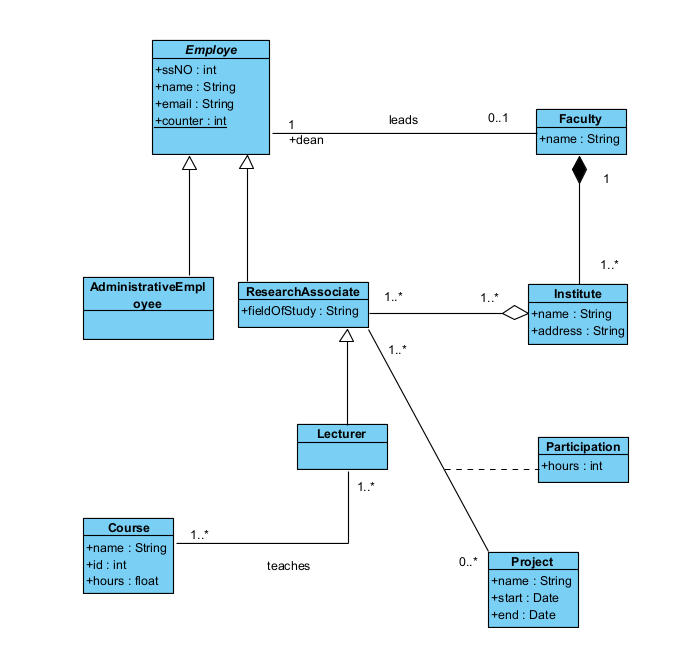 Employe
+ssNO : int
+name : String
+email : String
+counter : int
1
+dean
leads
0..1
Faculty
+name : String
1
1..*
AdministrativeEmpl
oyee
ResearchAssociate
+fieldOfStudy : String
1..*
1..*
Institute
+name : String
+address : String
1..*
Lecturer
1..*
Participation
+hours : int
Course
+name : String
+id : int
+hours : float
1..*
teaches
0..*
Project
+name : String
+start : Date
+end : Date